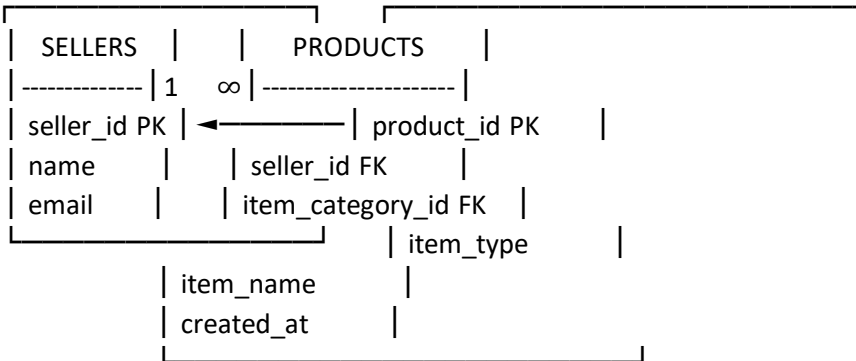 SELLERS PRODUCTS
-------------- 1 ∞ -----------------------
seller_id PK product_id PK
name seller_id FK
email item_category_id FK
item_type
item_name
created_at